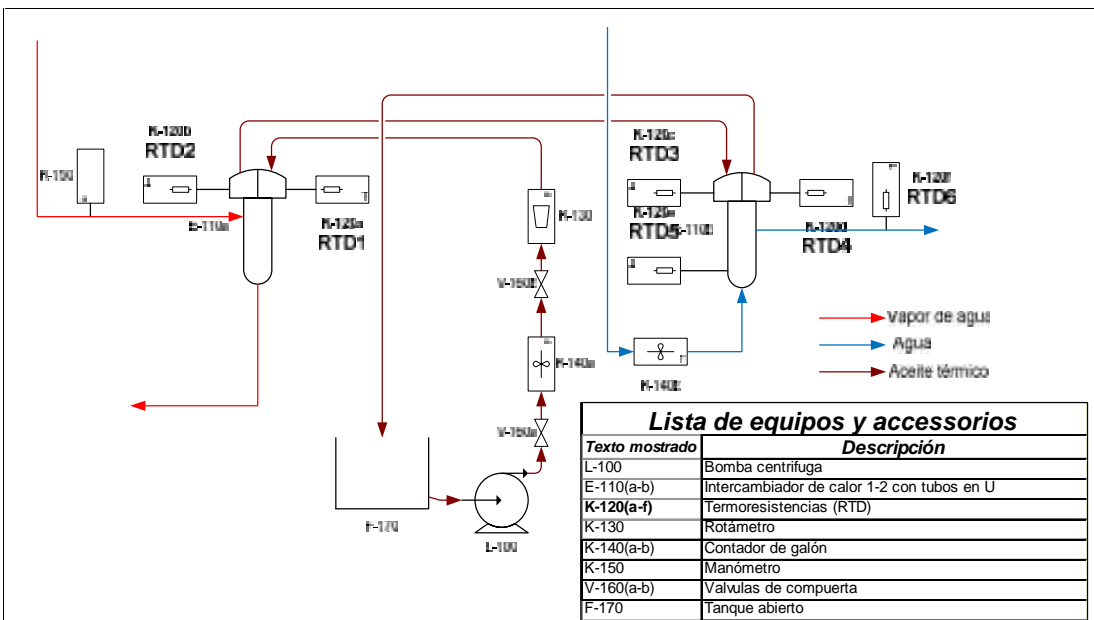 K-120b
RTD2
K-150
E-110a
K-120a
RTD1
K-130
V-160b
K-140a
V-160a
F-170
L-100
K-120c
RTD3
K-120e
RTD5
E-110b
K-120d
RTD4
K-120f
RTD6
K-140b
Vapor de agua
Agua
Aceite térmico
Lista de equipos y accessorios
Texto mostrado Descripción
L-100 Bomba centrifuga
E-110(a-b) Intercambiador de calor 1-2 con tubos en U
K-120(a-f) Termoresistencias (RTD)
K-130 Rotámetro
K-140(a-b) Contador de galón
K-150 Manómetro
V-160(a-b) Valvulas de compuerta
F-170 Tanque abierto